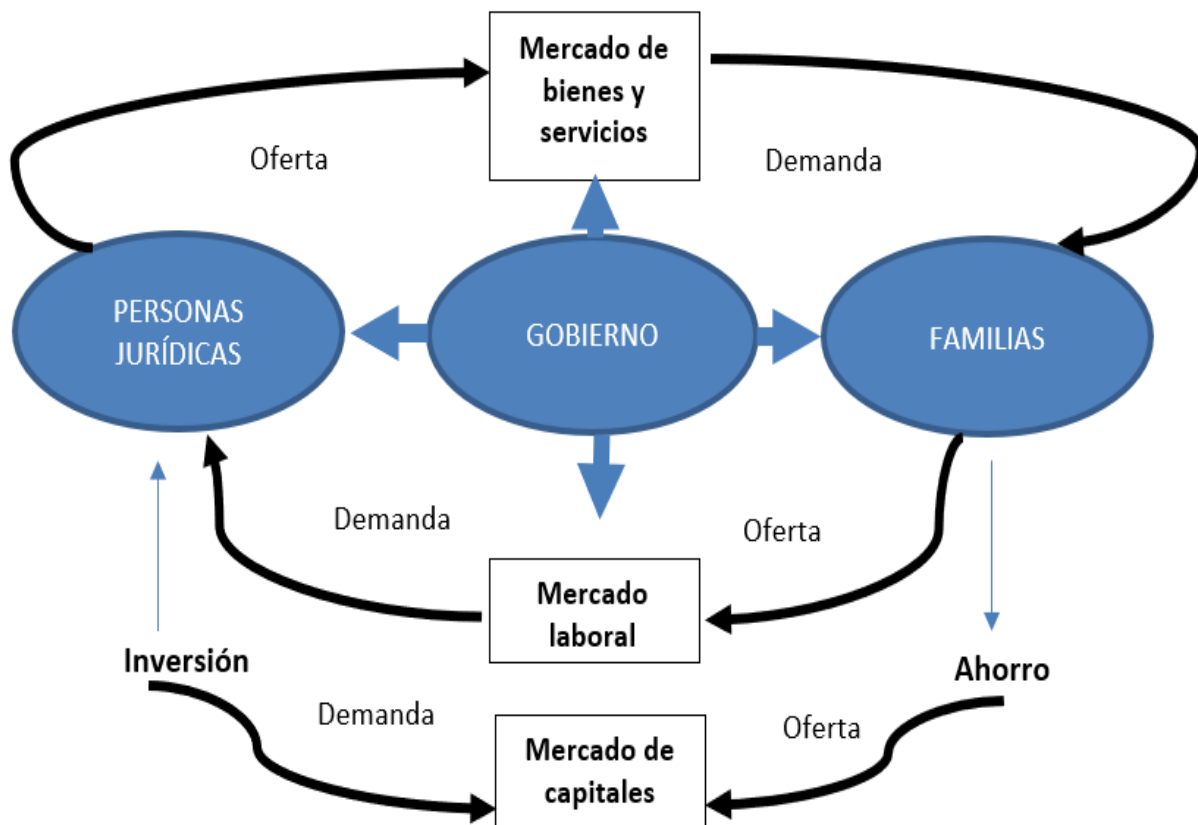 Mercado de
bienes y
servicios
Oferta
Demanda
PERSONAS
JURÍDICAS
GOBIERNO
FAMILIAS
Demanda
Oferta
Mercado
laboral
Inversión
Ahorro
Demanda
Oferta
Mercado de
capitales